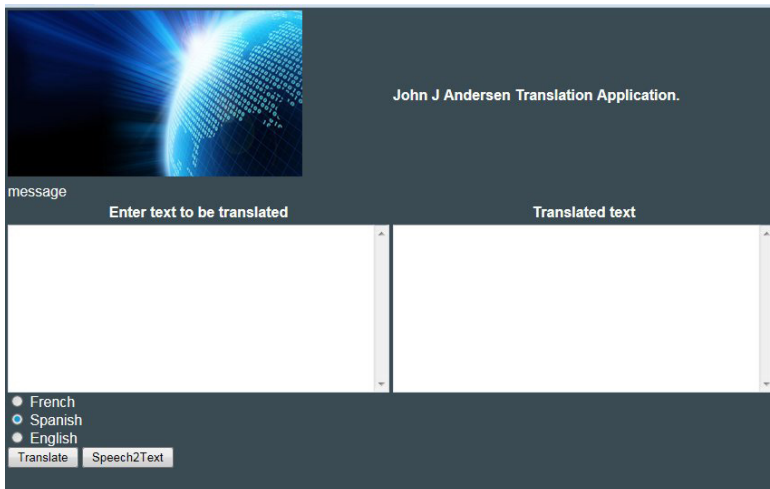 John J Andersen Translation Application.
message
Enter text to be translated
Translated text
French
Spanish
English
Translate
Speech2Text